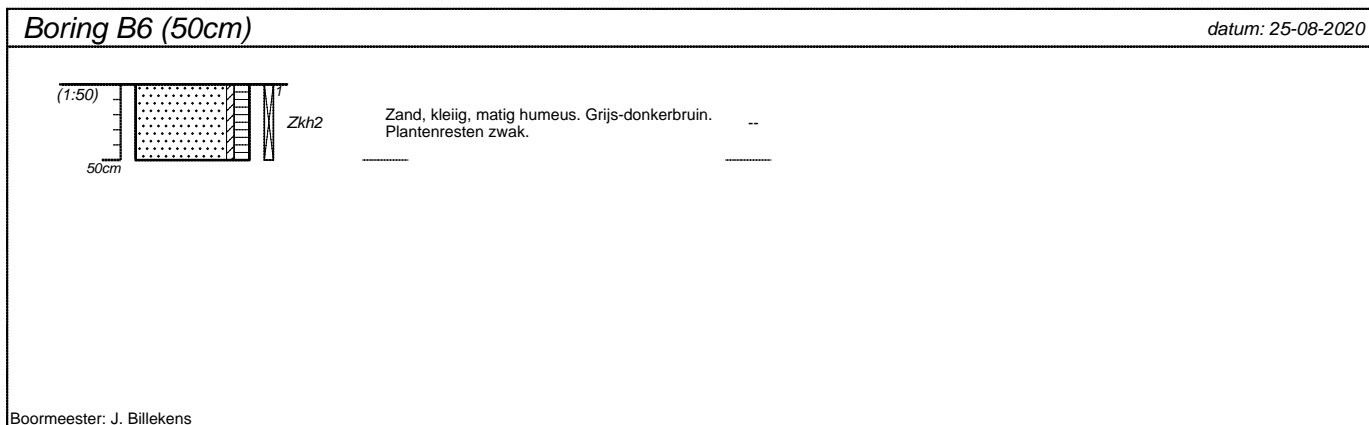 Boring B6 (50cm)
datum: 25-08-2020
(1:50)
1
Zkh2
Zand, kleiig, matig humeus. Grijs-donkerbruin.
Plantenresten zwak.
--
50cm
Boormeester: J. Billekens